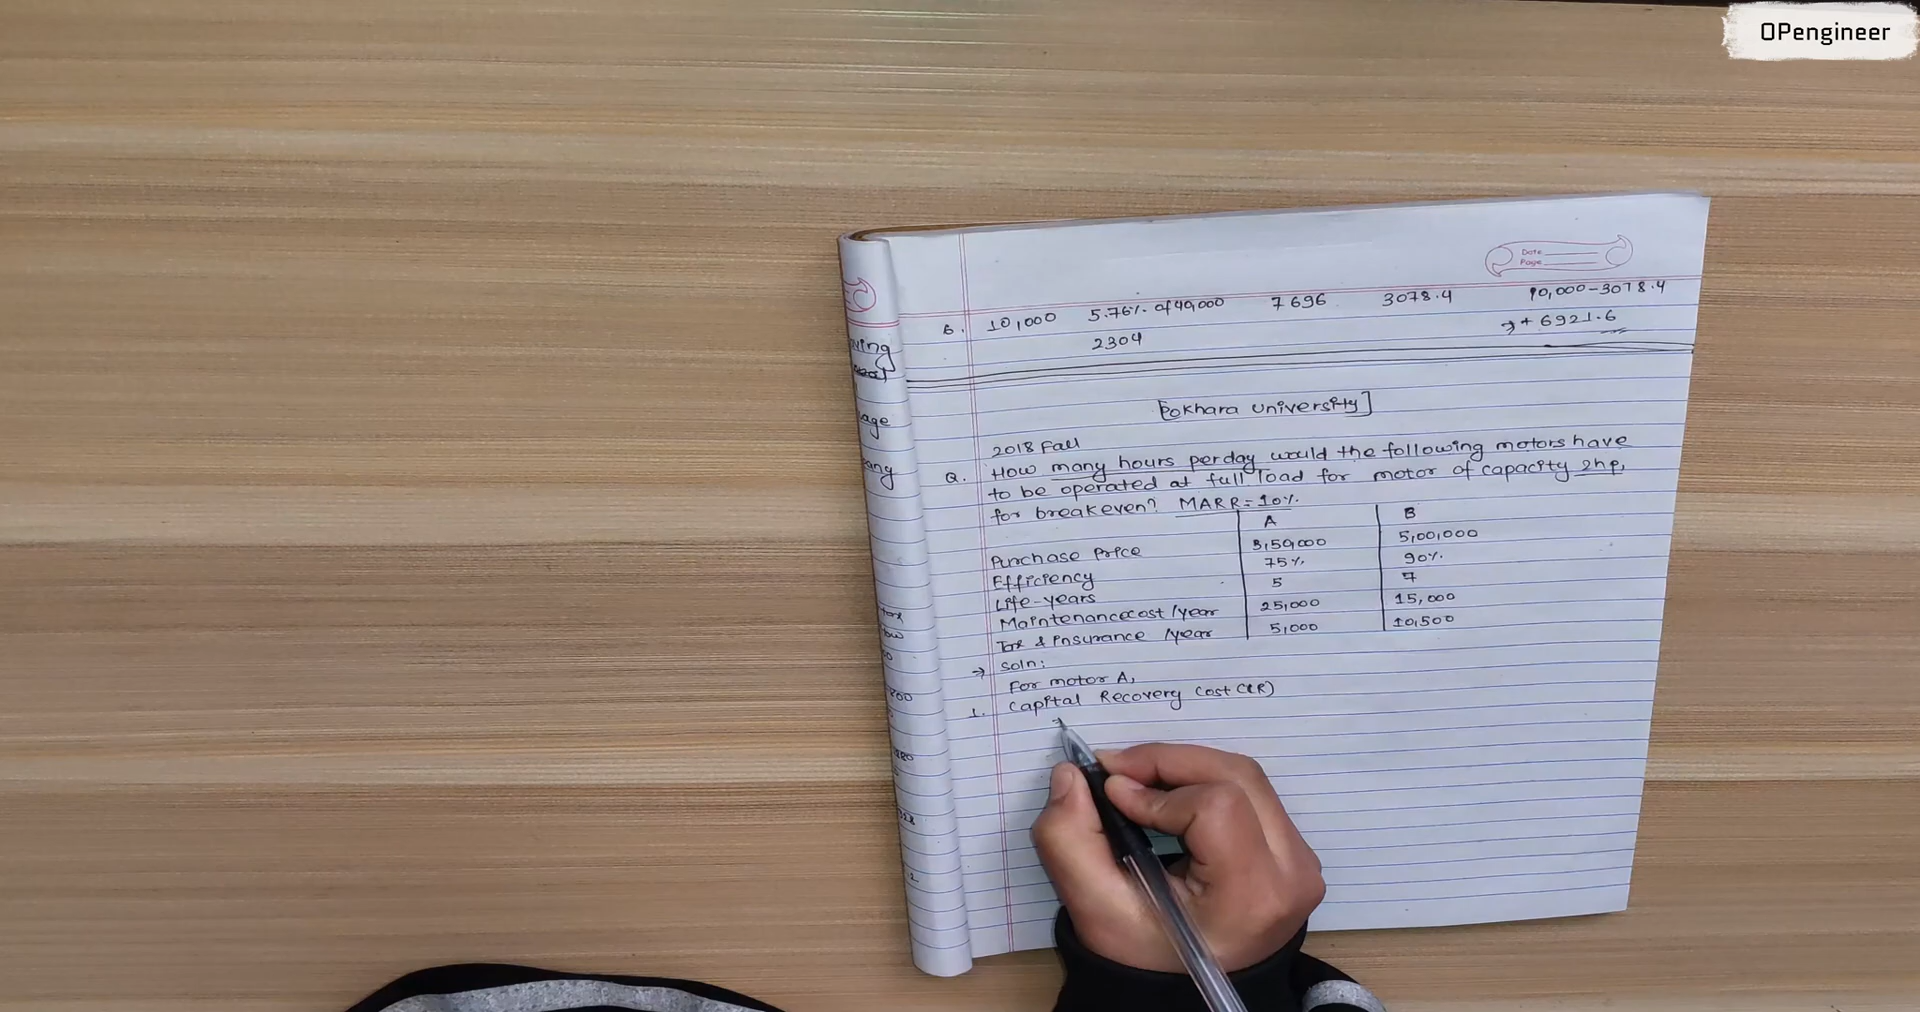 OPengineer
Date
Page
6. 10,000 5.76% of 40,000 7696 3078.4 10,000-3078.4
2304 → + 6921.6
[Pokhara University]
2018 Fall
Q. How many hours perday would the following motors have
to be operated at full load for motor of capacity 2hp,
for breakeven? MARR = 10%.
A B
Purchase Price 3,50,000 5,00,000
Efficiency 75% 90%
Life-years 5 7
Maintenancecost /year 25,000 15,000
Tax & Insurance /year 5,000 10,500
→ Soln:
For motor A,
1. Capital Recovery Cost (CR)